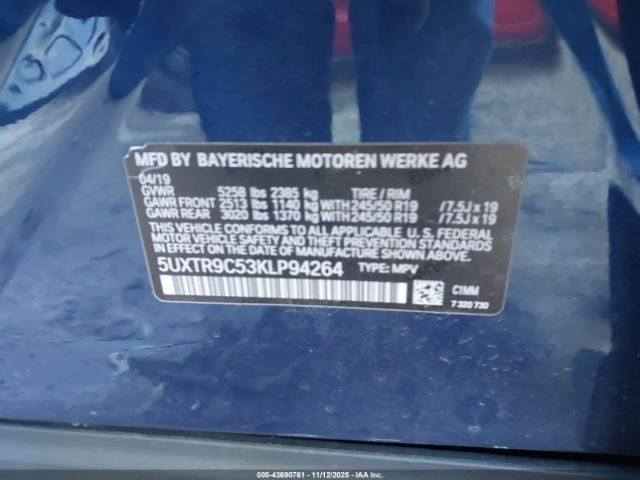 MFD BY BAYERISCHE MOTOREN WERKE AG
04/19
GVWR 5258 lbs 2385 kg TIRE / RIM
GAWR FRONT 2513 lbs 1140 kg WITH 245/50 R19 / 7.5J x 19
GAWR REAR 3020 lbs 1370 kg WITH 245/50 R19 / 7.5J x 19
THIS VEHICLE CONFORMS TO ALL APPLICABLE U. S. FEDERAL
MOTOR VEHICLE SAFETY STANDARDS IN EFFECT ON THE
DATE OF MANUFACTURE SHOWN ABOVE.
5UXTR9C53KLP94264 TYPE: MPV
C1MM
7 320 730
000-43690761 - 11/12/2025 - IAA Inc.